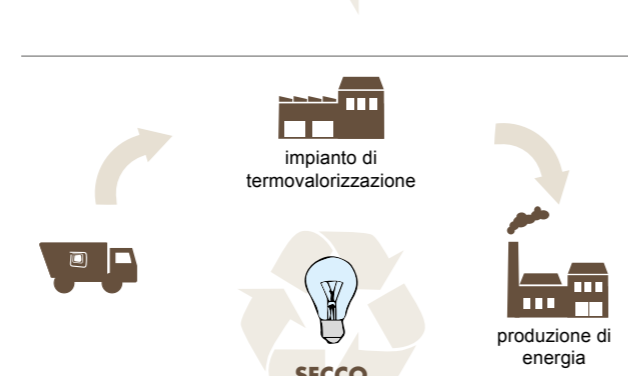 impianto di
termovalorizzazione
produzione di
energia
SECCO